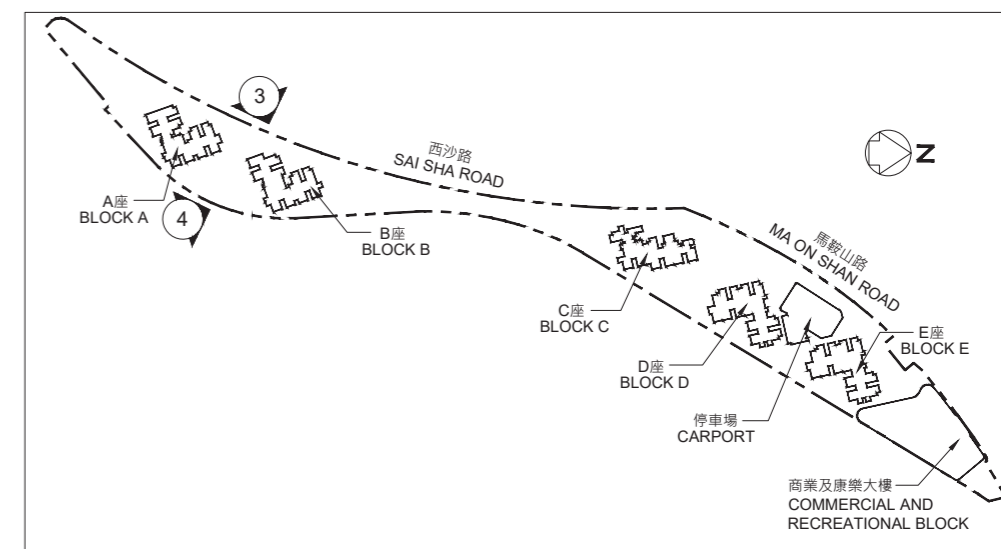 3
西沙路
SAI SHA ROAD
N
A座
BLOCK A
4
B座
BLOCK B
馬鞍山路
MA ON SHAN ROAD
C座
BLOCK C
E座
BLOCK E
D座
BLOCK D
停車場
CARPORT
商業及康樂大樓
COMMERCIAL AND
RECREATIONAL BLOCK